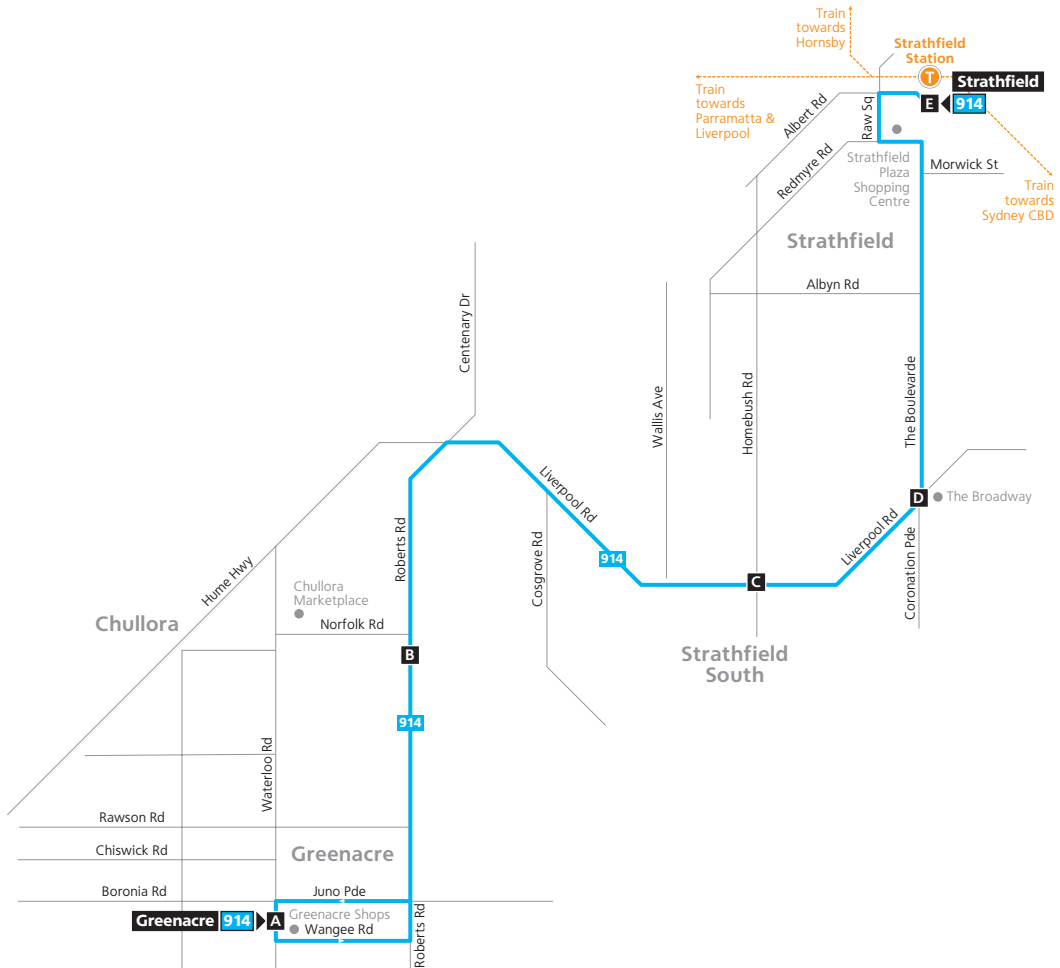 Train
towards
Hornsby
Strathfield
Station
T
Strathfield
E
914
Train
towards
Parramatta &
Liverpool
Albert Rd
Raw Sq
Redmyre Rd
Strathfield
Plaza
Shopping
Centre
Morwick St
Train
towards
Sydney CBD
Strathfield
Albyn Rd
Centenary Dr
Wallis Ave
Homebush Rd
The Boulevarde
Liverpool Rd
D
The Broadway
Roberts Rd
Liverpool Rd
Coronation Pde
Cosgrove Rd
914
C
Hume Hwy
Chullora
Marketplace
Chullora
Norfolk Rd
B
Strathfield
South
914
Waterloo Rd
Rawson Rd
Chiswick Rd
Greenacre
Boronia Rd
Juno Pde
Greenacre
914
A
Greenacre Shops
Wangee Rd
Roberts Rd